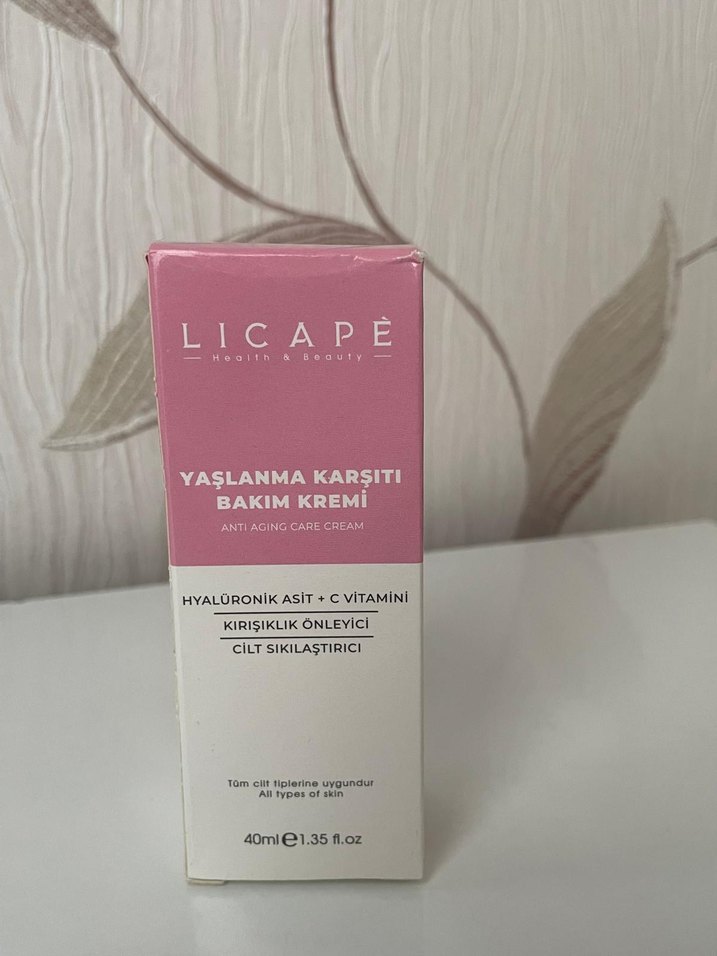 LICAPÈ
Health & Beauty
YAŞLANMA KARŞITI
BAKIM KREMİ
ANTI AGING CARE CREAM
HYALÜRONİK ASİT + C VİTAMİNİ
KIRIŞIKLIK ÖNLEYİCİ
CİLT SIKILAŞTIRICI
Tüm cilt tiplerine uygundur
All types of skin
40ml ℮ 1.35 fl.oz